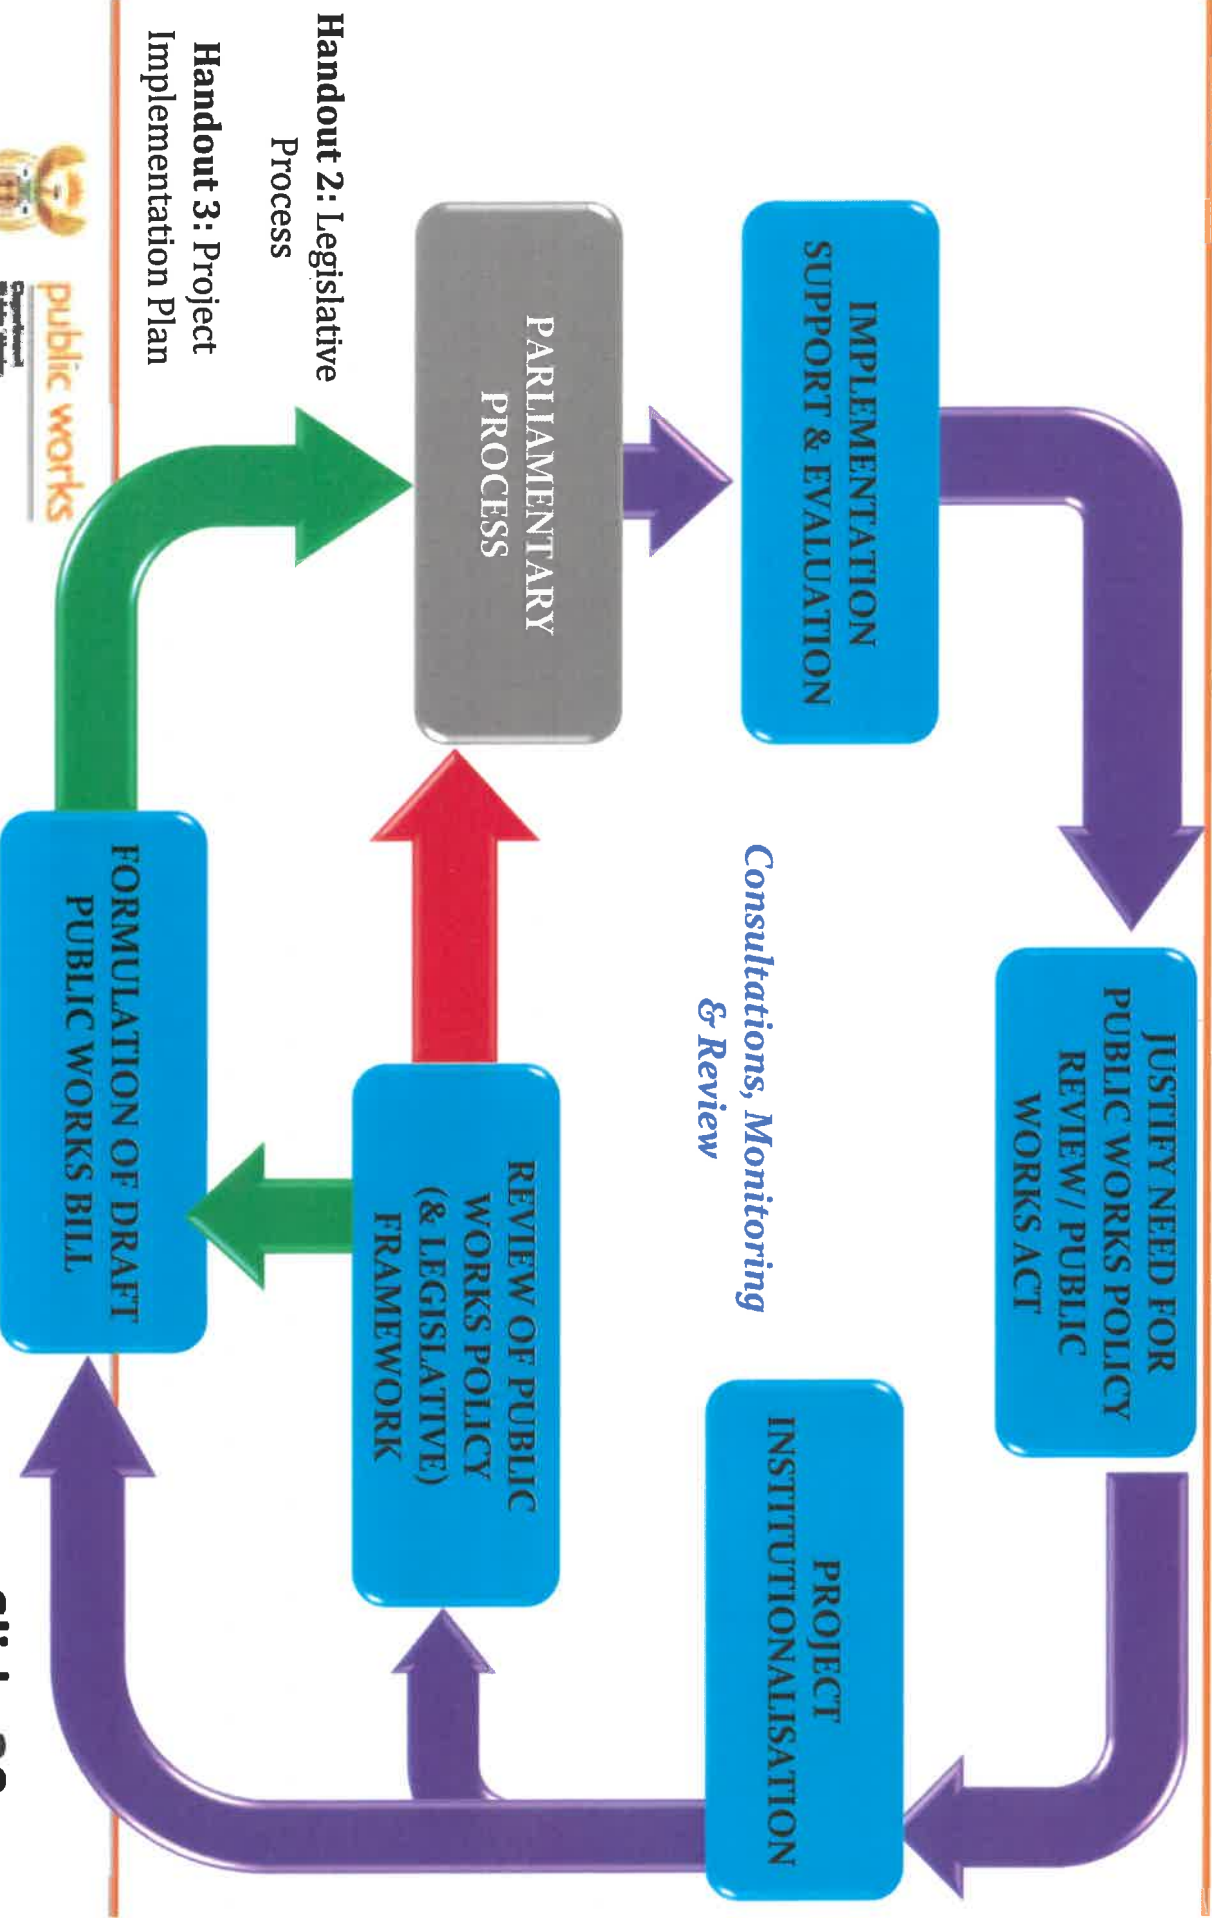 JUSTIFY NEED FOR
PUBLIC WORKS POLICY
REVIEW/ PUBLIC
WORKS ACT
IMPLEMENTATION
SUPPORT & EVALUATION
Consultations, Monitoring
& Review
PROJECT
INSTITUTIONALISATION
PARLIAMENTARY
PROCESS
REVIEW OF PUBLIC
WORKS POLICY
(& LEGISLATIVE)
FRAMEWORK
Handout 2: Legislative
Process
Handout 3: Project
Implementation Plan
FORMULATION OF DRAFT
PUBLIC WORKS BILL
public works